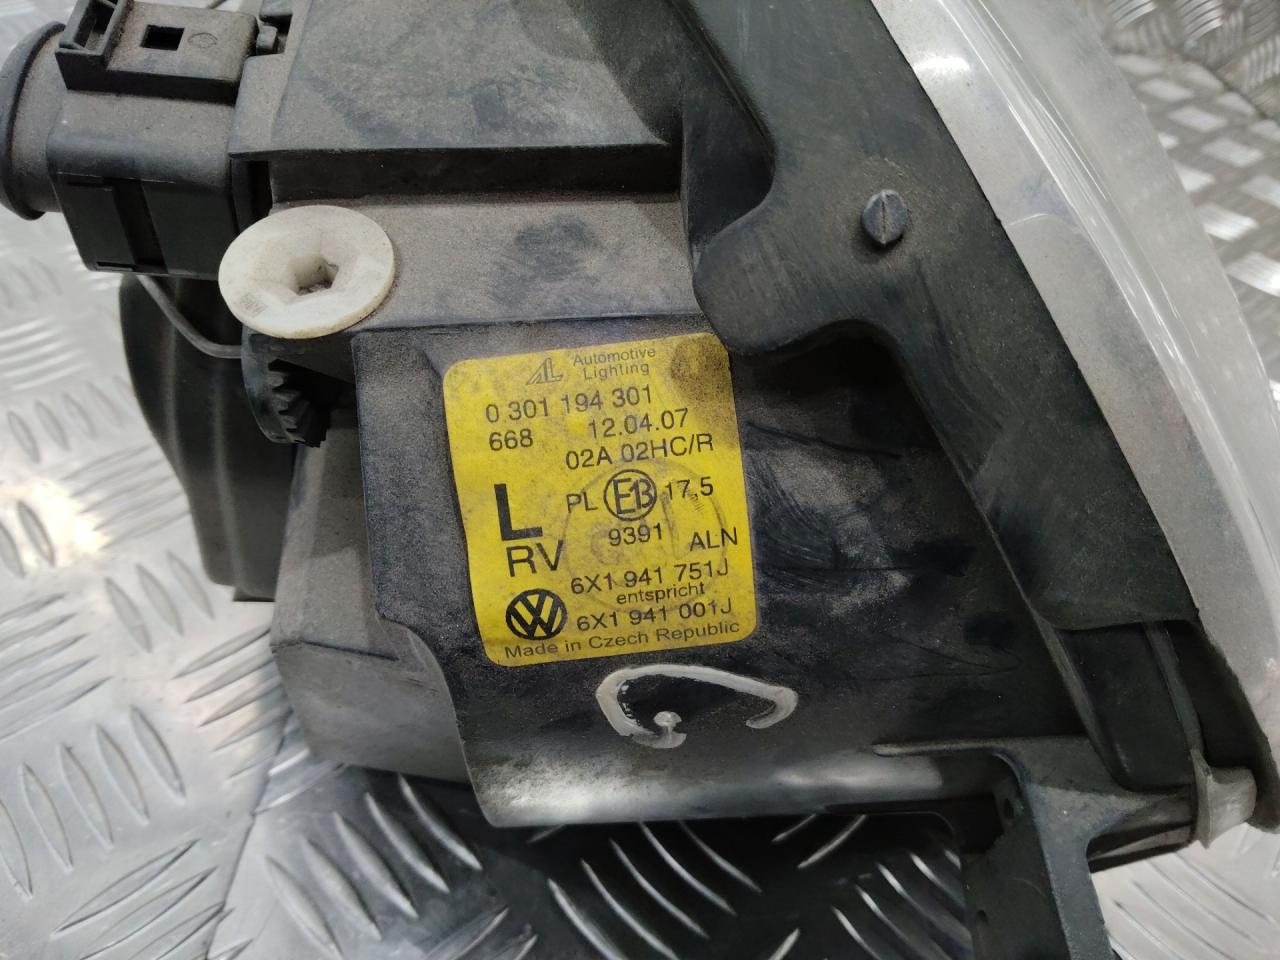 AL Automotive
Lighting
0 301 194 301
668 12.04.07
02A 02HC/R
L PL E13 17,5
9391 ALN
RV
6X1 941 751J
entspricht
6X1 941 001J
Made in Czech Republic